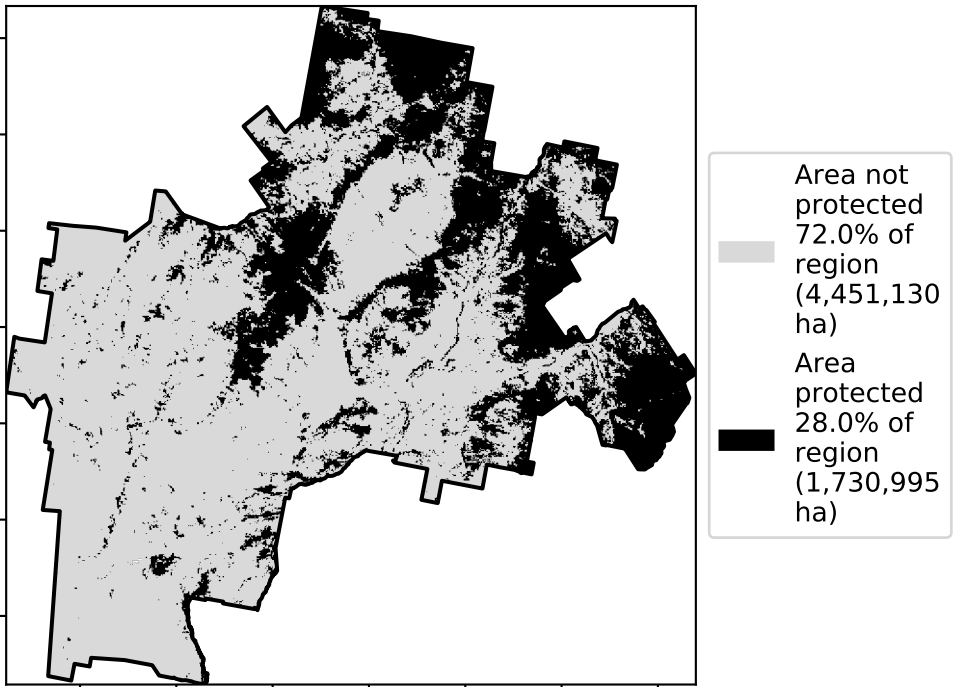 Area not
protected
72.0% of
region
(4,451,130
ha)
Area
protected
28.0% of
region
(1,730,995
ha)